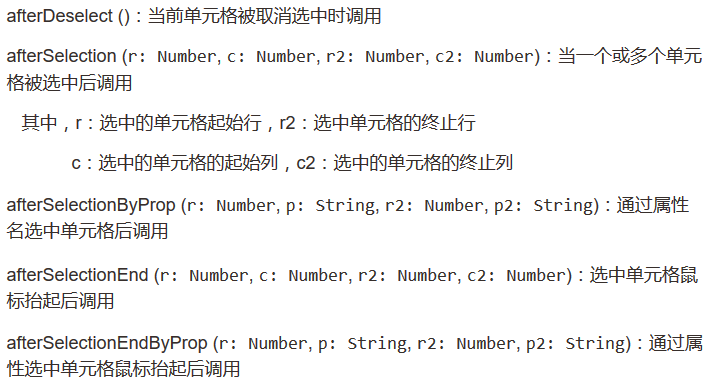 afterDeselect ()：当前单元格被取消选中时调用
afterSelection (r: Number, c: Number, r2: Number, c2: Number)：当一个或多个单元
格被选中后调用
其中，r：选中的单元格起始行，r2：选中单元格的终止行
c：选中的单元格的起始列，c2：选中的单元格的终止列
afterSelectionByProp (r: Number, p: String, r2: Number, p2: String)：通过属性
名选中单元格后调用
afterSelectionEnd (r: Number, c: Number, r2: Number, c2: Number)：选中单元格鼠
标抬起后调用
afterSelectionEndByProp (r: Number, p: String, r2: Number, p2: String)：通过属
性选中单元格鼠标抬起后调用